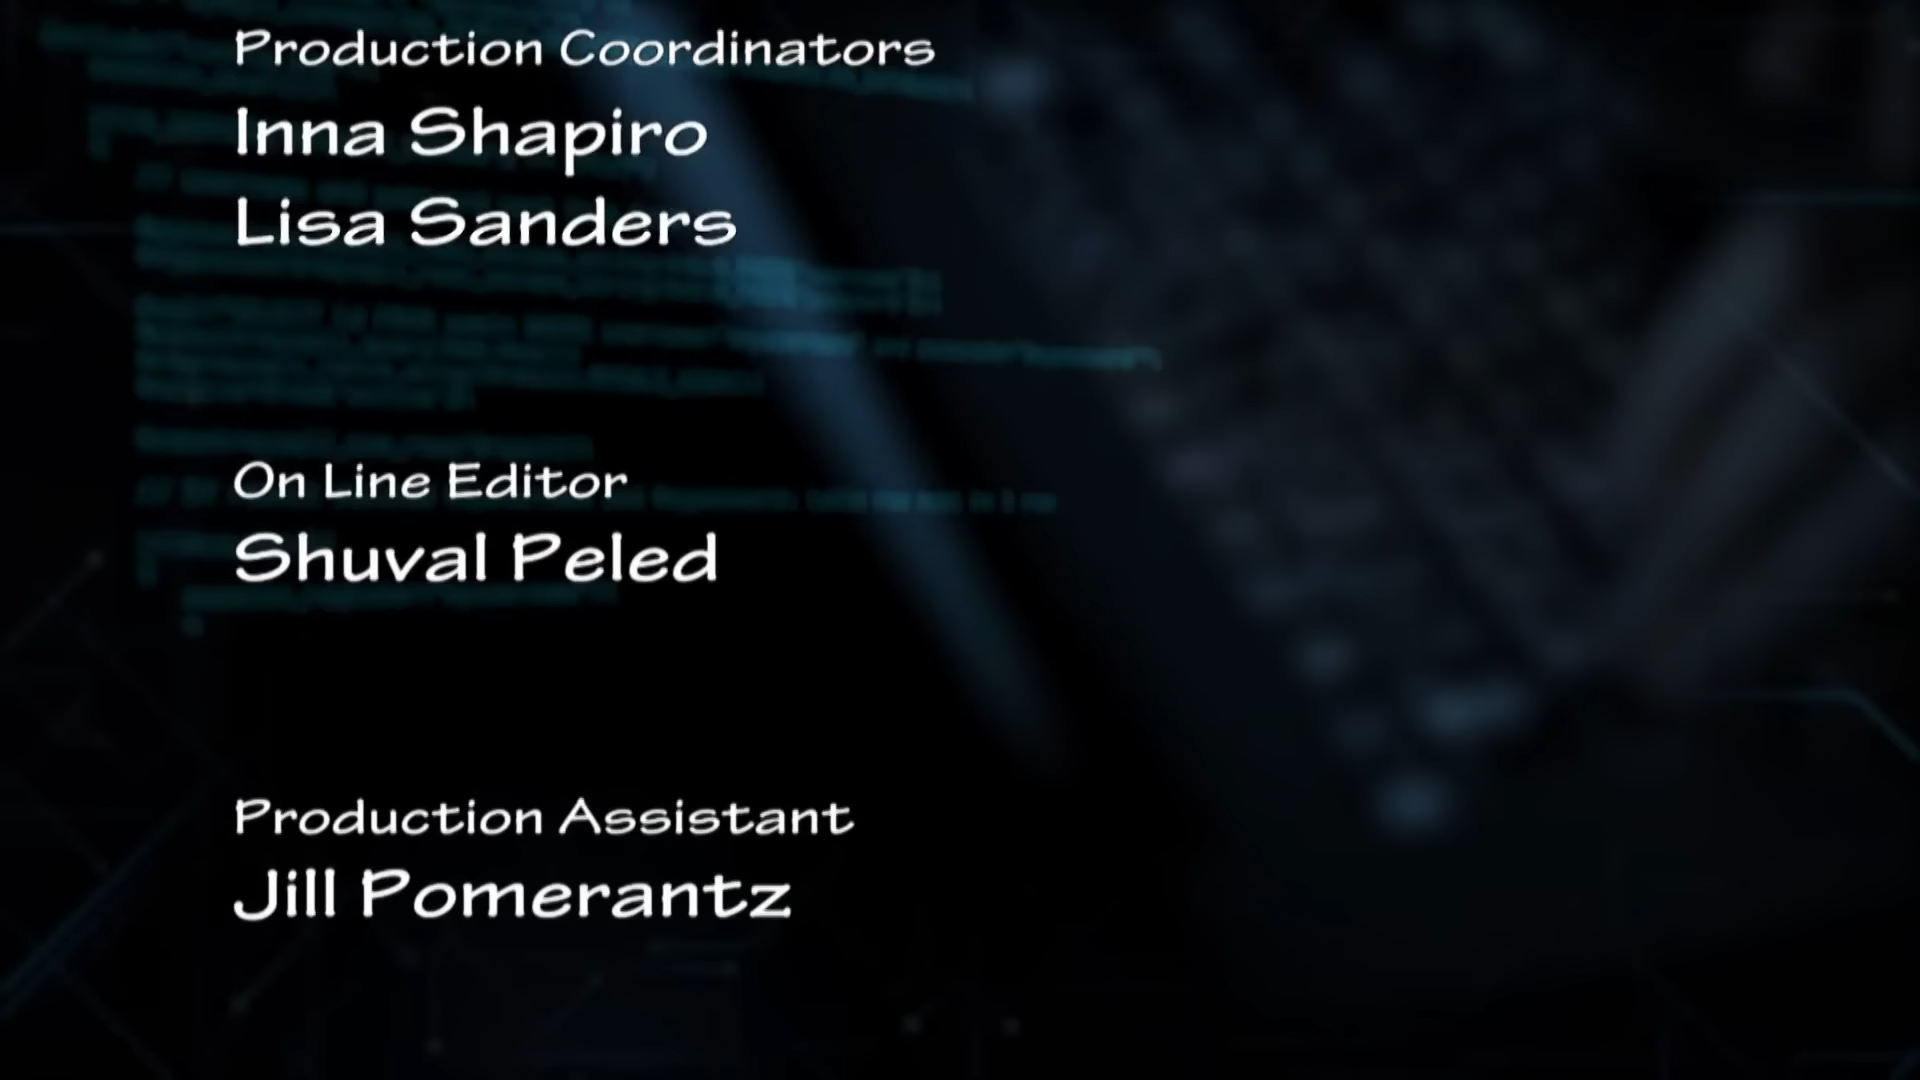 Production Coordinators
Inna Shapiro
Lisa Sanders
On Line Editor
Shuval Peled
Production Assistant
Jill Pomerantz